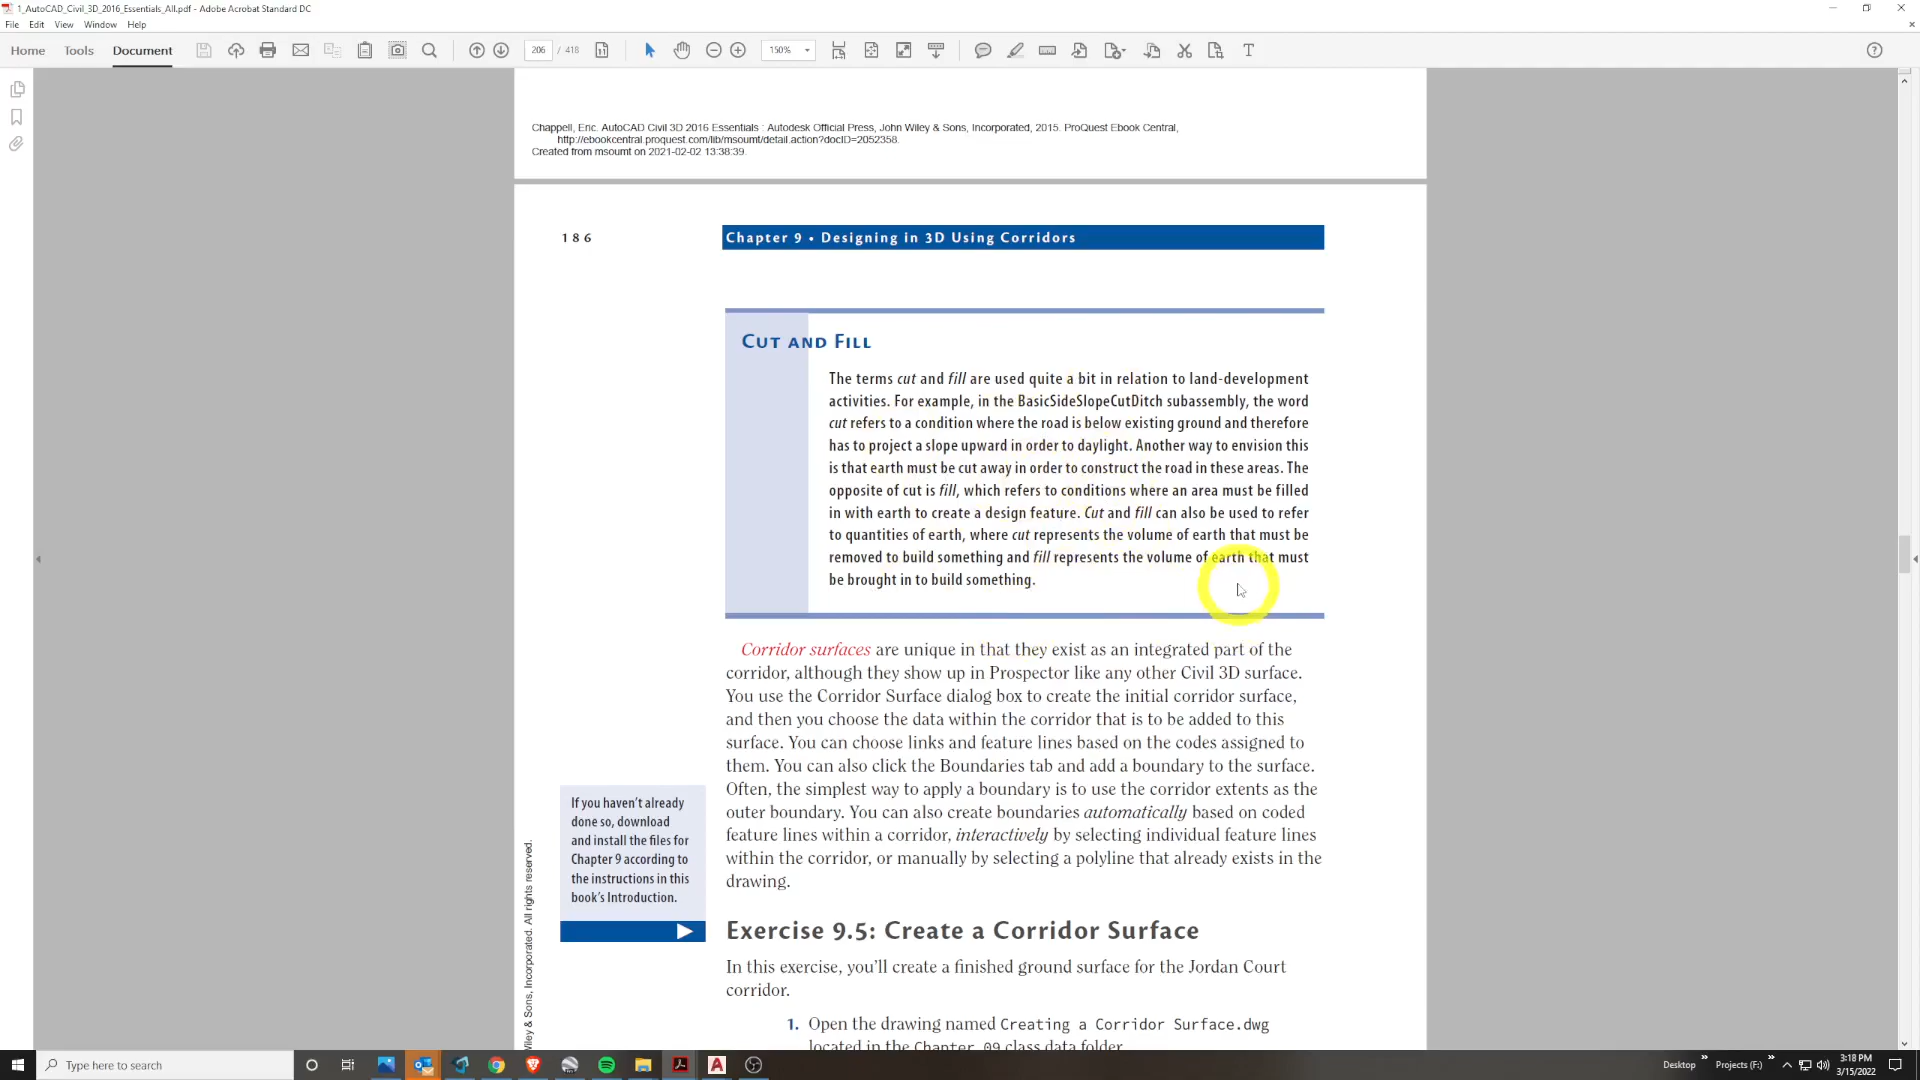 1_AutoCAD_Civil_3D_2016_Essentials_All.pdf - Adobe Acrobat Standard DC
File Edit View Window Help
Home Tools Document 206 / 418 150%
Chappell, Eric. AutoCAD Civil 3D 2016 Essentials : Autodesk Official Press, John Wiley & Sons, Incorporated, 2015. ProQuest Ebook Central,
http://ebookcentral.proquest.com/lib/msoumt/detail.action?docID=2052358.
Created from msoumt on 2021-02-02 13:38:39.
186
Chapter 9 • Designing in 3D Using Corridors
Cut and Fill
The terms cut and fill are used quite a bit in relation to land-development
activities. For example, in the BasicSideSlopeCutDitch subassembly, the word
cut refers to a condition where the road is below existing ground and therefore
has to project a slope upward in order to daylight. Another way to envision this
is that earth must be cut away in order to construct the road in these areas. The
opposite of cut is fill, which refers to conditions where an area must be filled
in with earth to create a design feature. Cut and fill can also be used to refer
to quantities of earth, where cut represents the volume of earth that must be
removed to build something and fill represents the volume of earth that must
be brought in to build something.
Corridor surfaces are unique in that they exist as an integrated part of the
corridor, although they show up in Prospector like any other Civil 3D surface.
You use the Corridor Surface dialog box to create the initial corridor surface,
and then you choose the data within the corridor that is to be added to this
surface. You can choose links and feature lines based on the codes assigned to
them. You can also click the Boundaries tab and add a boundary to the surface.
Often, the simplest way to apply a boundary is to use the corridor extents as the
outer boundary. You can also create boundaries automatically based on coded
feature lines within a corridor, interactively by selecting individual feature lines
within the corridor, or manually by selecting a polyline that already exists in the
drawing.
If you haven't already
done so, download
and install the files for
Chapter 9 according to
the instructions in this
book's Introduction.
Wiley & Sons, Incorporated. All rights reserved.
Exercise 9.5: Create a Corridor Surface
In this exercise, you'll create a finished ground surface for the Jordan Court
corridor.
1. Open the drawing named Creating a Corridor Surface.dwg
located in the Chapter 09 class data folder.
Type here to search
Desktop
Projects (F:)
3:18 PM
3/15/2022